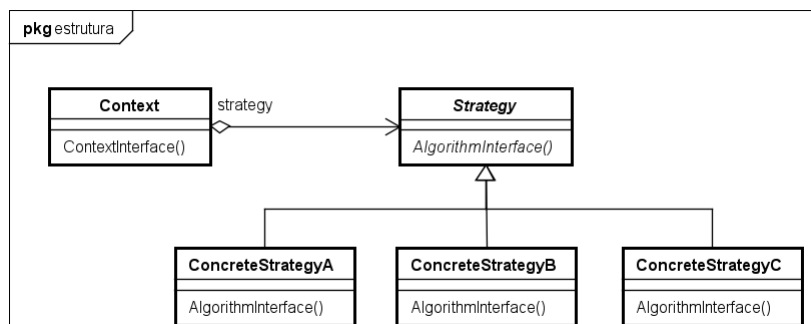 pkg estrutura
Context
strategy
Strategy
ContextInterface()
AlgorithmInterface()
ConcreteStrategyA
ConcreteStrategyB
ConcreteStrategyC
AlgorithmInterface()
AlgorithmInterface()
AlgorithmInterface()